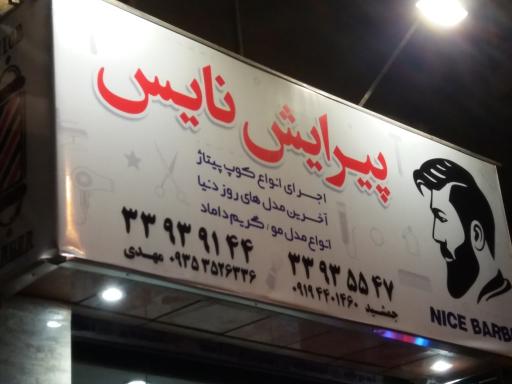 پیرایش نایس
اجرای انواع کوپ پیتاژ
آخرین مدل های روز دنیا
انواع مدل مو / گریم داماد
۳۳۹۳۵۵۴۷
جمشید ۰۹۱۹۴۴۰۱۴۶۰
۳۳۹۳۹۱۴۴
۰۹۳۵۳۵۲۶۳۳۶ مهدی
NICE BARB